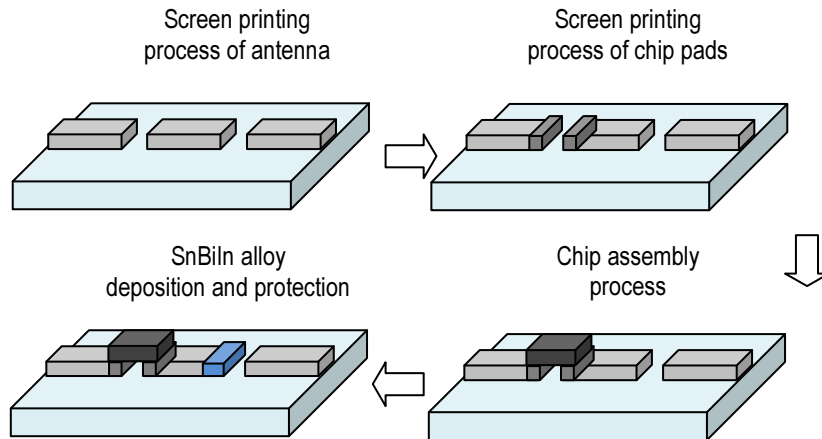 Screen printing
process of antenna
Screen printing
process of chip pads
SnBiIn alloy
deposition and protection
Chip assembly
process